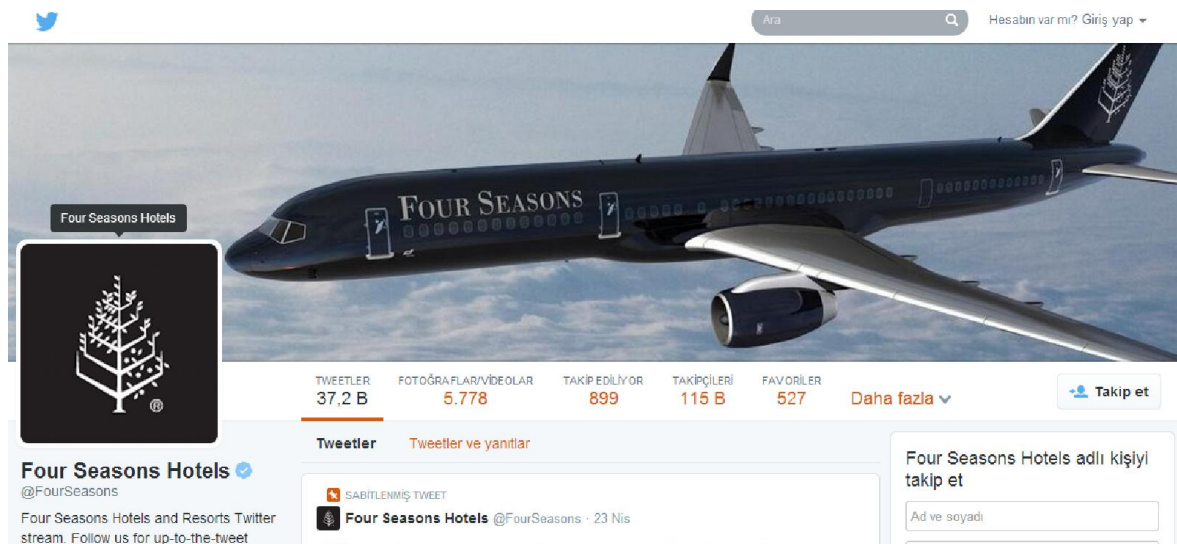 Ara
Hesabın var mı? Giriş yap
FOUR SEASONS
Four Seasons Hotels
®
TWEETLER FOTOĞRAFLAR/VİDEOLAR TAKİP EDİLİYOR TAKİPÇİLERİ FAVORİLER
37,2 B 5.778 899 115 B 527 Daha fazla
Takip et
Four Seasons Hotels
@FourSeasons
Four Seasons Hotels and Resorts Twitter
stream. Follow us for up-to-the-tweet
Tweetler Tweetler ve yanıtlar
SABİTLENMİŞ TWEET
Four Seasons Hotels @FourSeasons · 23 Nis
Four Seasons Hotels adlı kişiyi
takip et
Ad ve soyadı